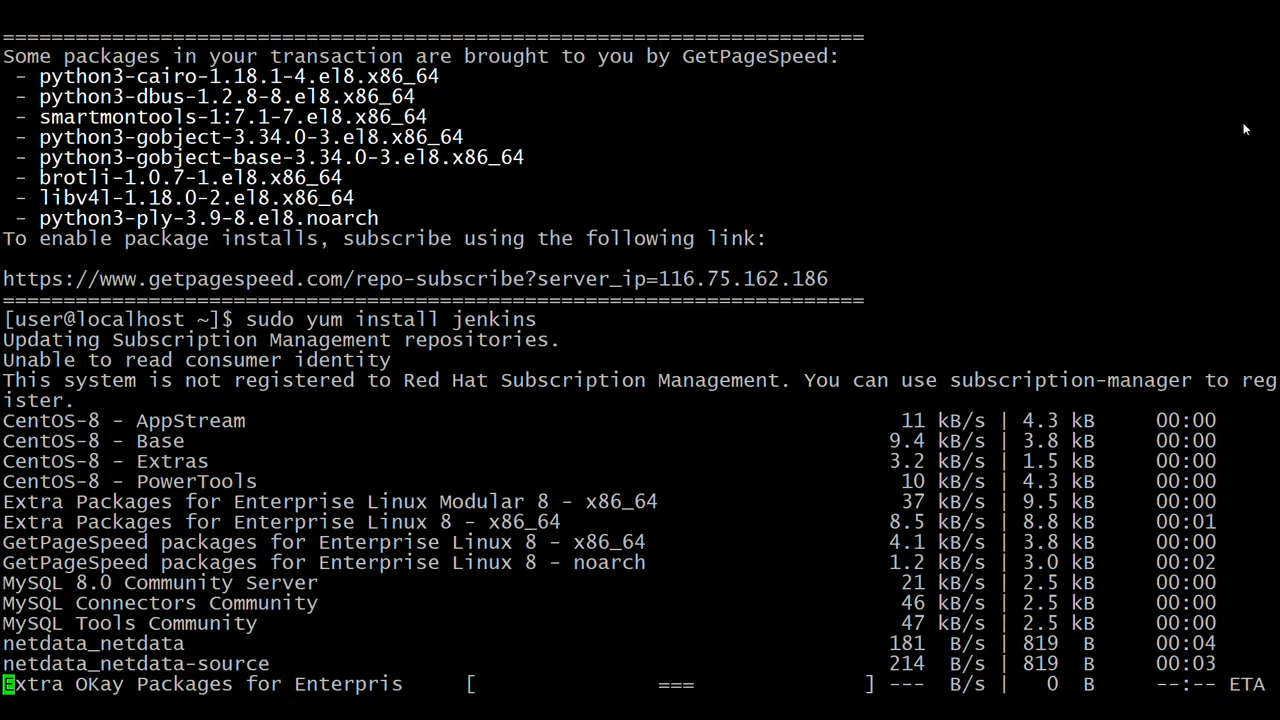 =======================================================================
Some packages in your transaction are brought to you by GetPageSpeed:
 - python3-cairo-1.18.1-4.el8.x86_64
 - python3-dbus-1.2.8-8.el8.x86_64
 - smartmontools-1:7.1-7.el8.x86_64
 - python3-gobject-3.34.0-3.el8.x86_64
 - python3-gobject-base-3.34.0-3.el8.x86_64
 - brotli-1.0.7-1.el8.x86_64
 - libv4l-1.18.0-2.el8.x86_64
 - python3-ply-3.9-8.el8.noarch
To enable package installs, subscribe using the following link:
https://www.getpagespeed.com/repo-subscribe?server_ip=116.75.162.186
=======================================================================
[user@localhost ~]$ sudo yum install jenkins
Updating Subscription Management repositories.
Unable to read consumer identity
This system is not registered to Red Hat Subscription Management. You can use subscription-manager to reg
ister.
CentOS-8 - AppStream 11 kB/s | 4.3 kB 00:00
CentOS-8 - Base 9.4 kB/s | 3.8 kB 00:00
CentOS-8 - Extras 3.2 kB/s | 1.5 kB 00:00
CentOS-8 - PowerTools 10 kB/s | 4.3 kB 00:00
Extra Packages for Enterprise Linux Modular 8 - x86_64 37 kB/s | 9.5 kB 00:00
Extra Packages for Enterprise Linux 8 - x86_64 8.5 kB/s | 8.8 kB 00:01
GetPageSpeed packages for Enterprise Linux 8 - x86_64 4.1 kB/s | 3.8 kB 00:00
GetPageSpeed packages for Enterprise Linux 8 - noarch 1.2 kB/s | 3.0 kB 00:02
MySQL 8.0 Community Server 21 kB/s | 2.5 kB 00:00
MySQL Connectors Community 46 kB/s | 2.5 kB 00:00
MySQL Tools Community 47 kB/s | 2.5 kB 00:00
netdata_netdata 181 B/s | 819 B 00:04
netdata_netdata-source 214 B/s | 819 B 00:03
Extra OKay Packages for Enterpris [ === ] --- B/s | 0 B --:-- ETA